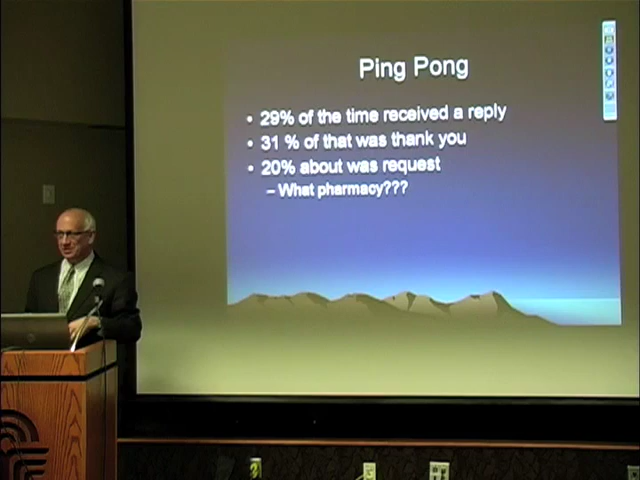 Ping Pong
• 29% of the time received a reply
• 31 % of that was thank you
• 20% about was request
– What pharmacy???